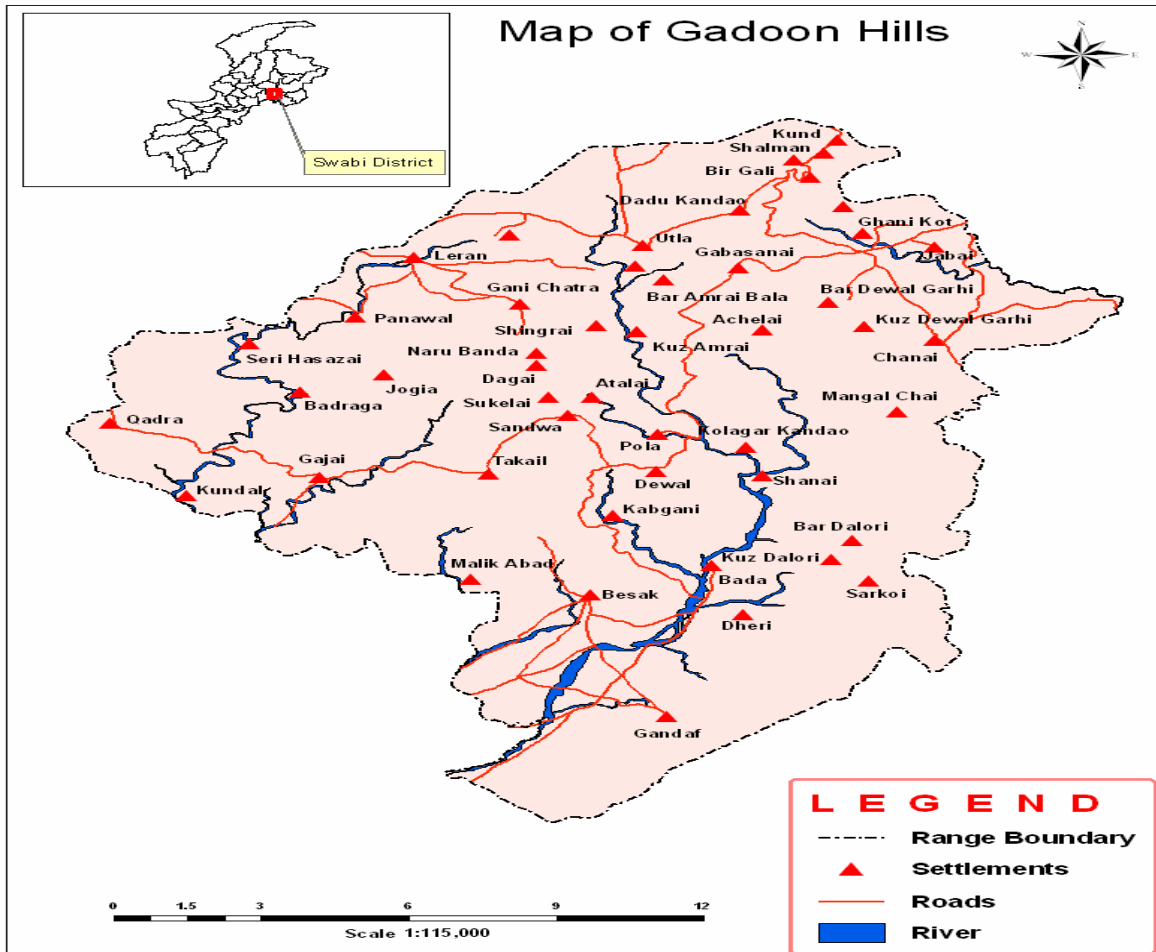 Map of Gadoon Hills
N
W
E
S
Swabi District
Kund
Shalman
Bir Gali
Dadu Kandao
Ghani Kot
Utla
Jabai
Leran
Gabasanai
Gani Chatra
Bar Amrai Bala
Bar Dewal Garhi
Panawal
Shingrai
Achelai
Kuz Dewal Garhi
Kuz Amrai
Chanai
Seri Hasazai
Naru Banda
Dagai
Atalai
Jogia
Badraga
Mangal Chai
Sukelai
Qadra
Sandwa
Kolagar Kandao
Pola
Gajai
Takail
Dewal
Shanai
Kundal
Kabgani
Bar Dalori
Malik Abad
Kuz Dalori
Bada
Besak
Sarkoi
Dheri
Gandaf
L E G E N D
Range Boundary
Settlements
Roads
River
0 1.5 3 6 9 12
Scale 1:115,000